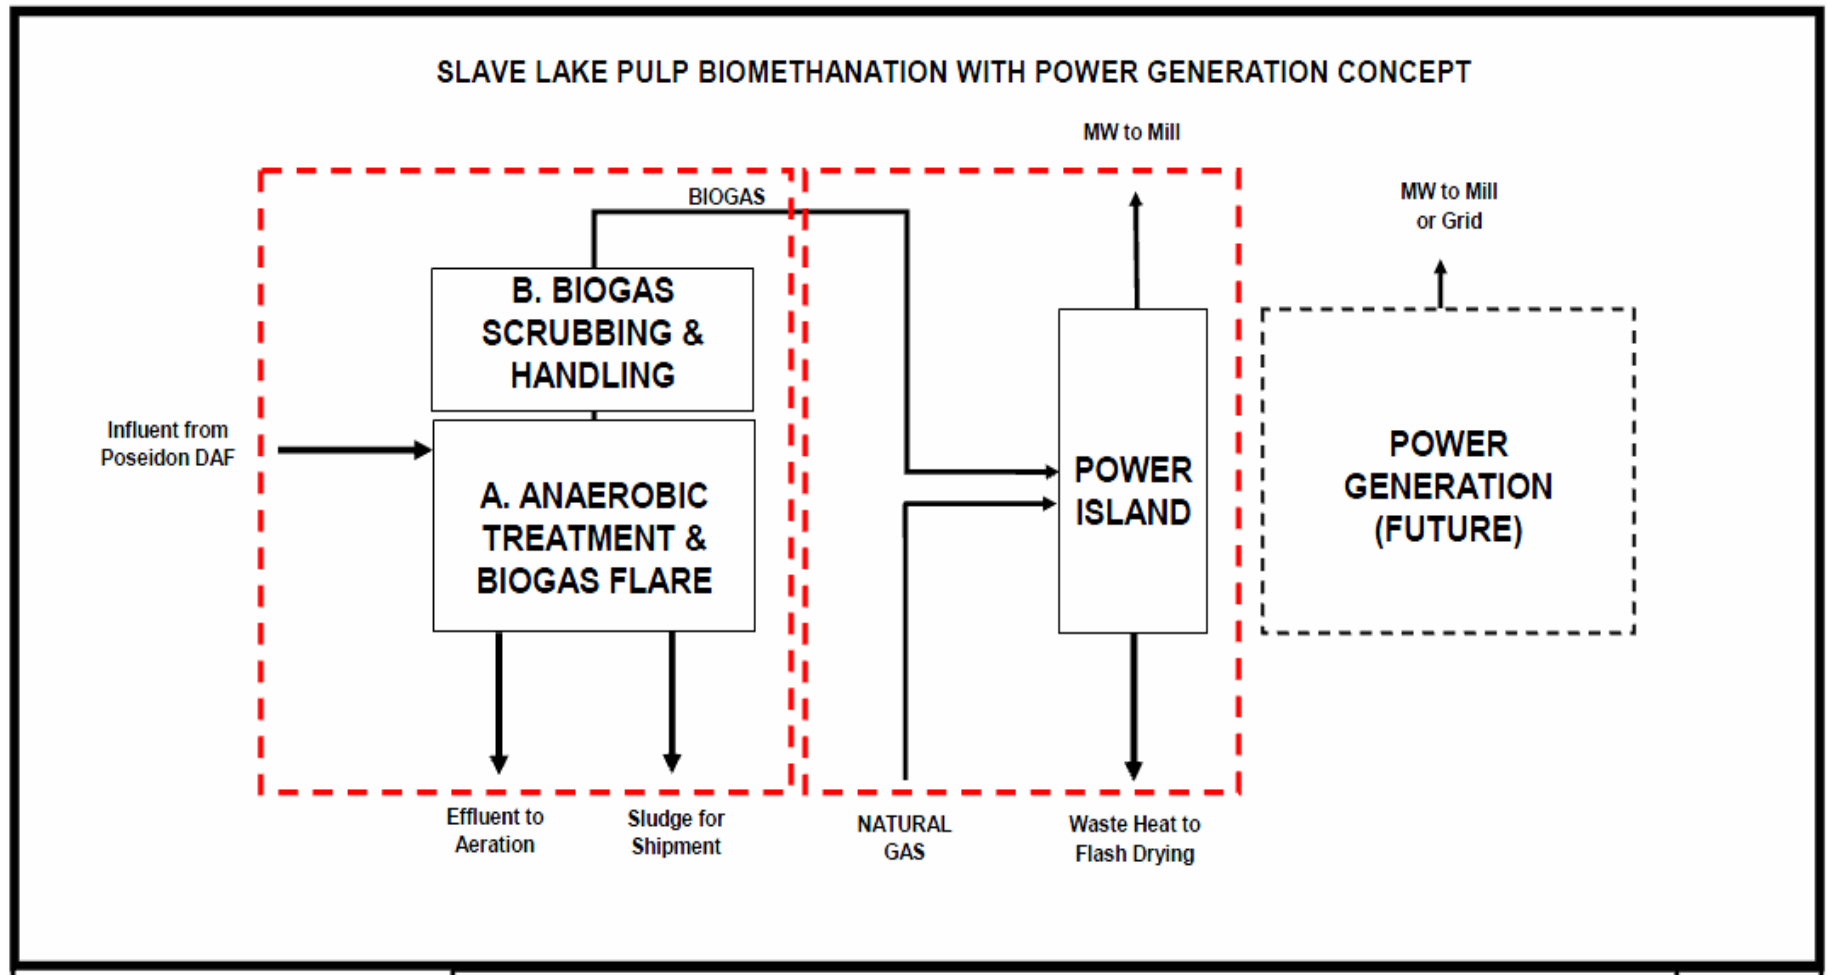 SLAVE LAKE PULP BIOMETHANATION WITH POWER GENERATION CONCEPT
MW to Mill
MW to Mill
or Grid
BIOGAS
B. BIOGAS
SCRUBBING &
HANDLING
Influent from
Poseidon DAF
A. ANAEROBIC
TREATMENT &
BIOGAS FLARE
POWER
ISLAND
POWER
GENERATION
(FUTURE)
Effluent to
Aeration
Sludge for
Shipment
NATURAL
GAS
Waste Heat to
Flash Drying